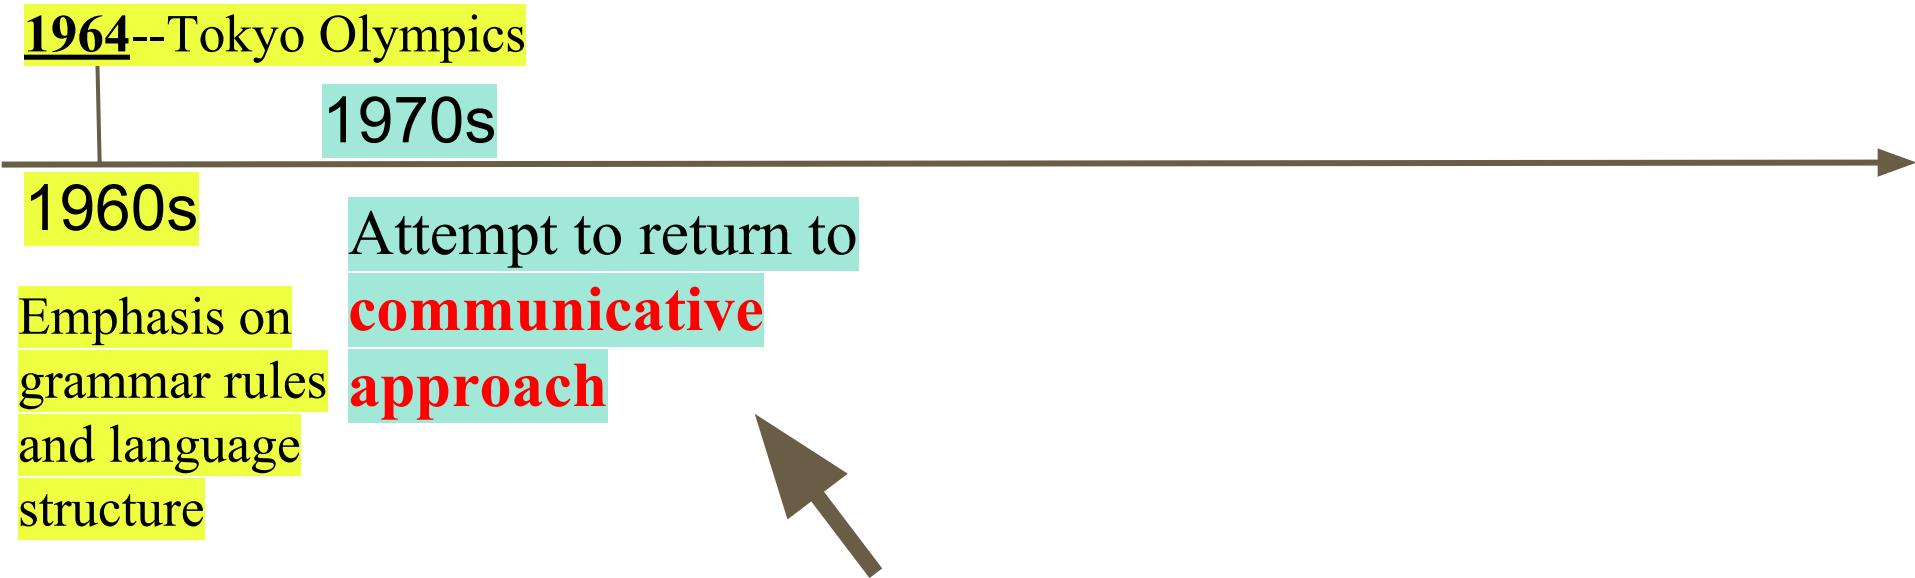 1964--Tokyo Olympics
1970s
1960s
Attempt to return to
communicative
approach
Emphasis on
grammar rules
and language
structure